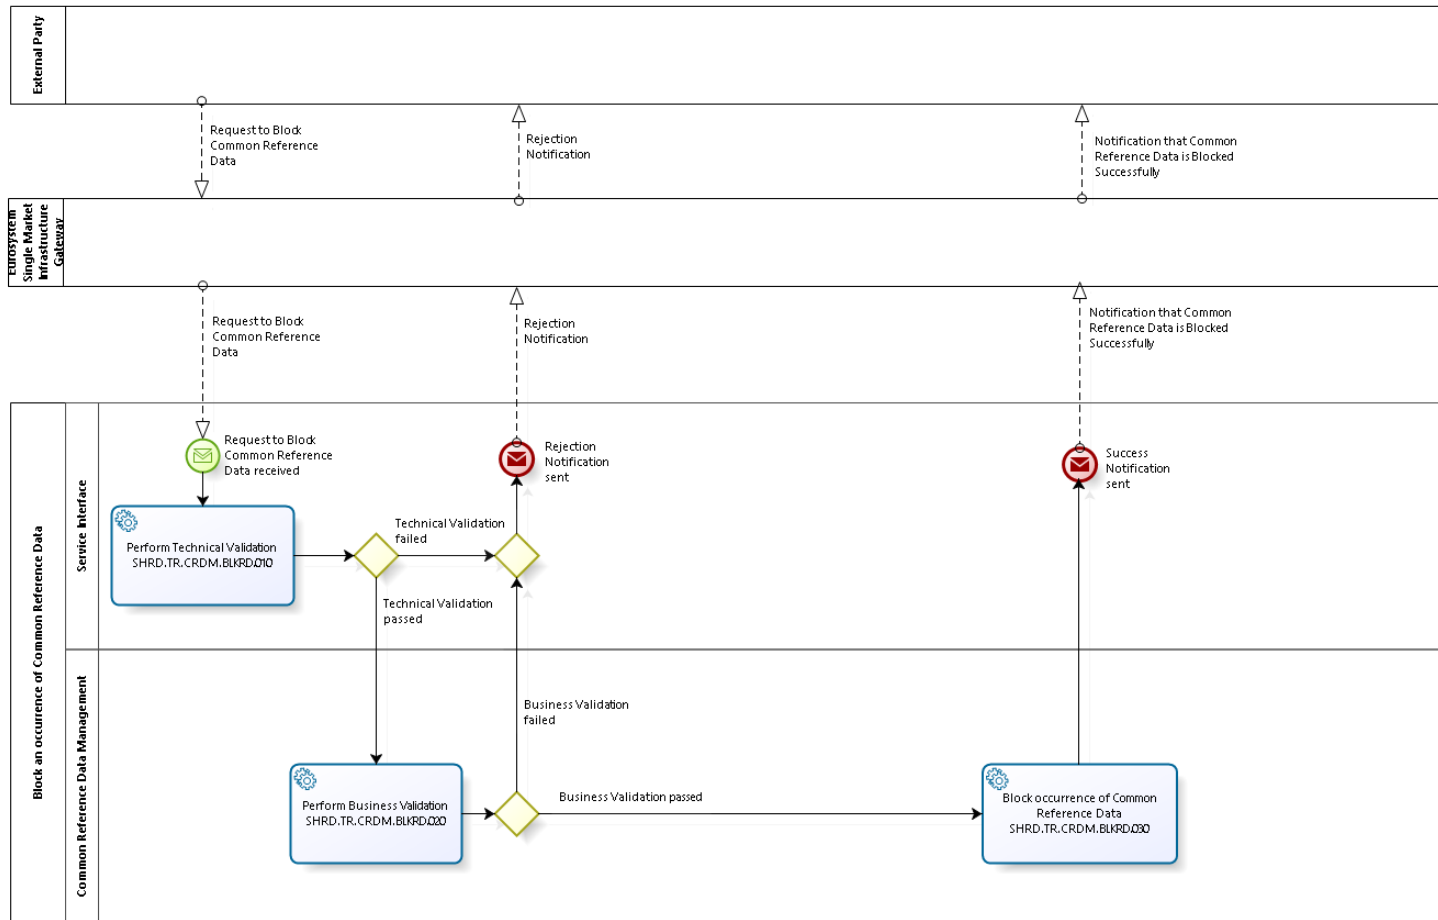 External Party
Request to Block
Common Reference
Data
Rejection
Notification
Notification that Common
Reference Data is Blocked
Successfully
Eurosystem
Single Market
Infrastructure
Gateway
Request to Block
Common Reference
Data
Rejection
Notification
Notification that Common
Reference Data is Blocked
Successfully
Block an occurrence of Common Reference Data
Service Interface
Request to Block
Common Reference
Data received
Rejection
Notification
sent
Success
Notification
sent
Perform Technical Validation
SHRD.TR.CRDM.BLKRD.010
Technical Validation
failed
Technical Validation
passed
Common Reference Data Management
Business Validation
failed
Perform Business Validation
SHRD.TR.CRDM.BLKRD.020
Business Validation passed
Block occurrence of Common
Reference Data
SHRD.TR.CRDM.BLKRD.030